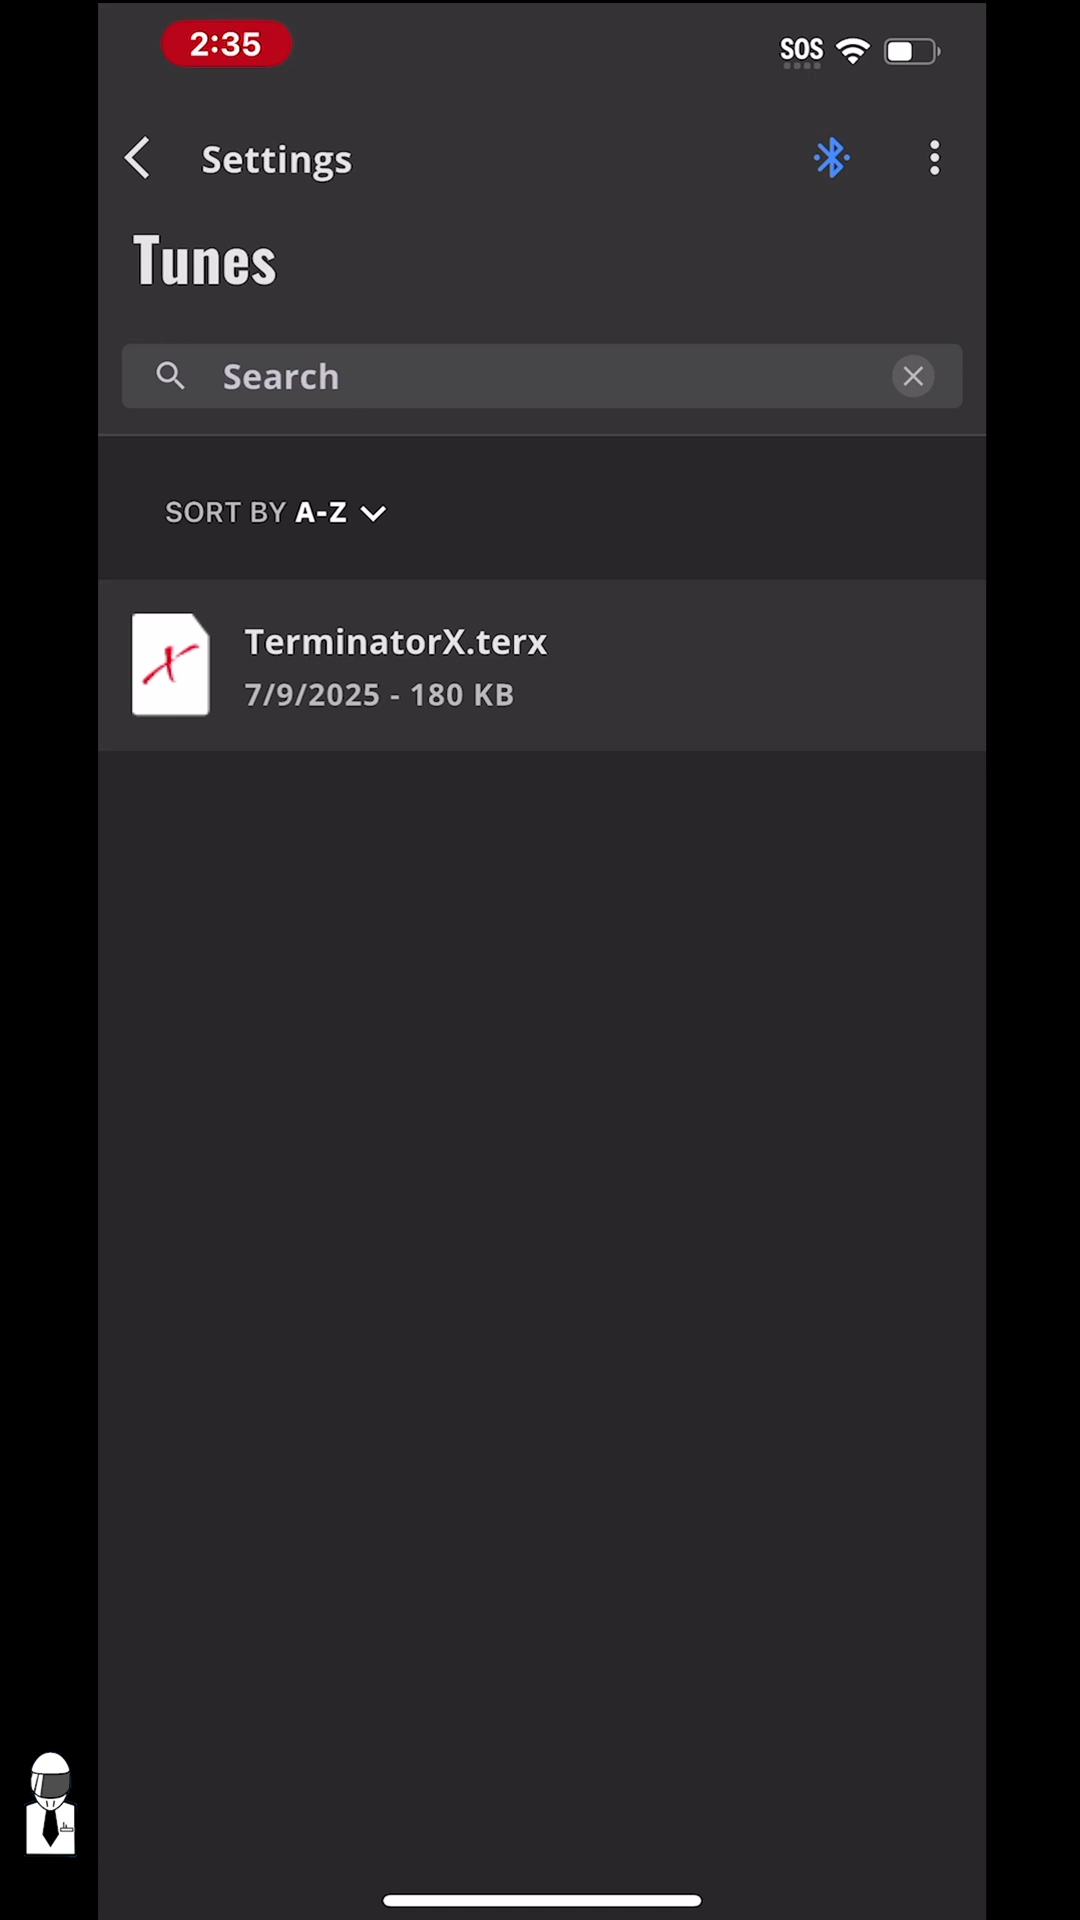 2:35
SOS
Settings
Tunes
Search
SORT BY A-Z
TerminatorX.terx
7/9/2025 - 180 KB